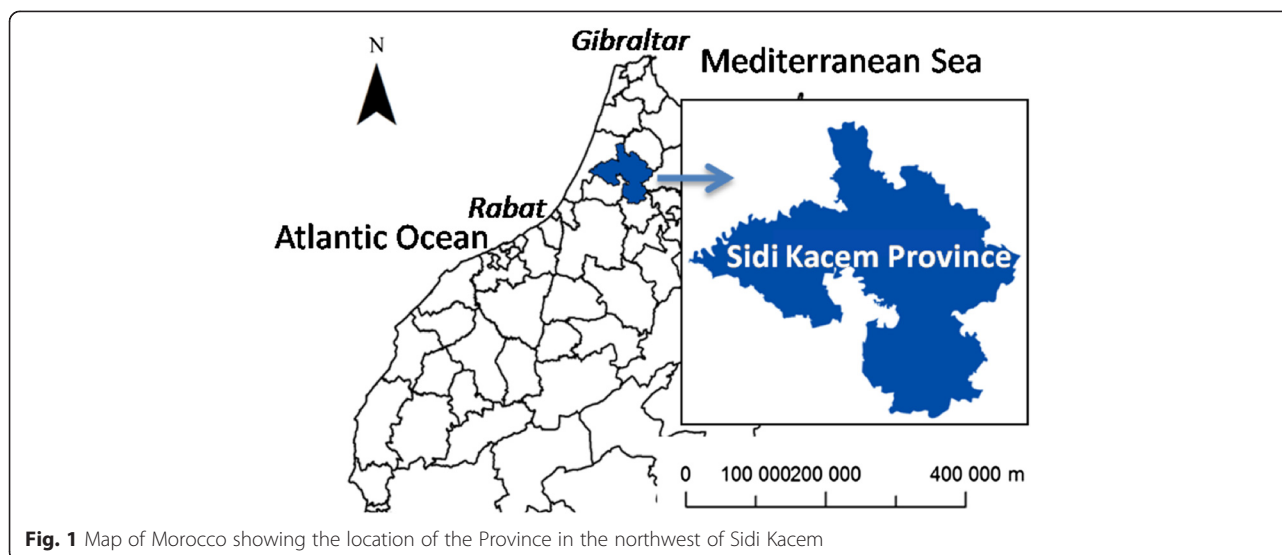 Gibraltar
N
Mediterranean Sea
Rabat
Atlantic Ocean
Sidi Kacem Province
0 100 000200 000 400 000 m
Fig. 1 Map of Morocco showing the location of the Province in the northwest of Sidi Kacem